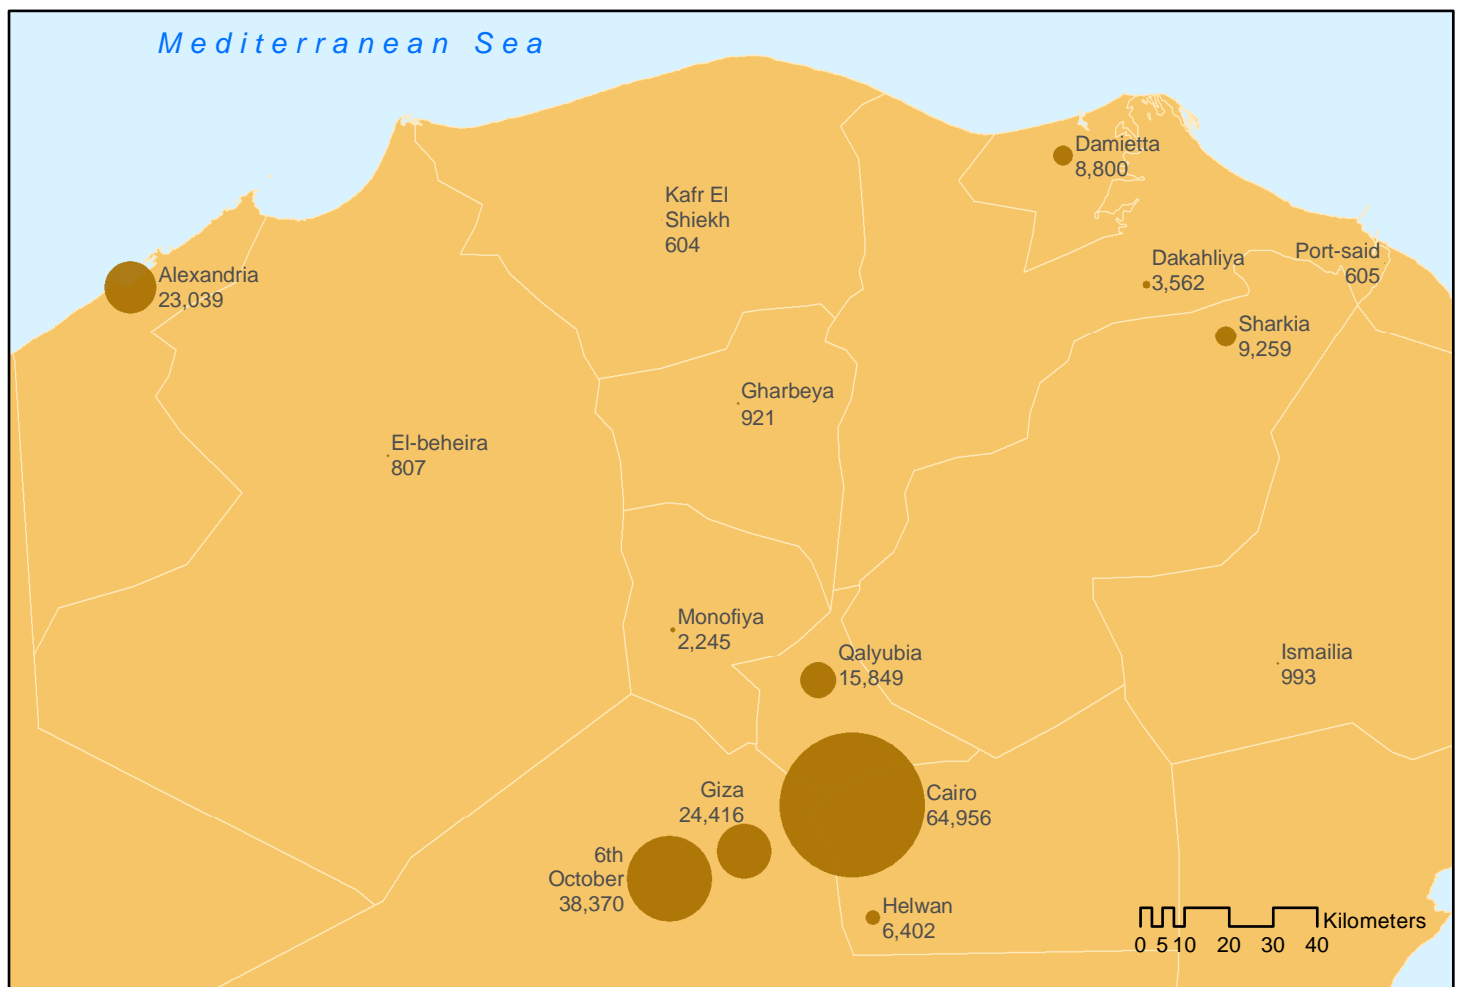 Mediterranean Sea
Damietta
8,800
Kafr El
Shiekh
604
Dakahliya
3,562
Port-said
605
Alexandria
23,039
Sharkia
9,259
Gharbeya
921
El-beheira
807
Monofiya
2,245
Qalyubia
15,849
Ismailia
993
Giza
24,416
Cairo
64,956
6th
October
38,370
Helwan
6,402
Kilometers
0 5 10 20 30 40